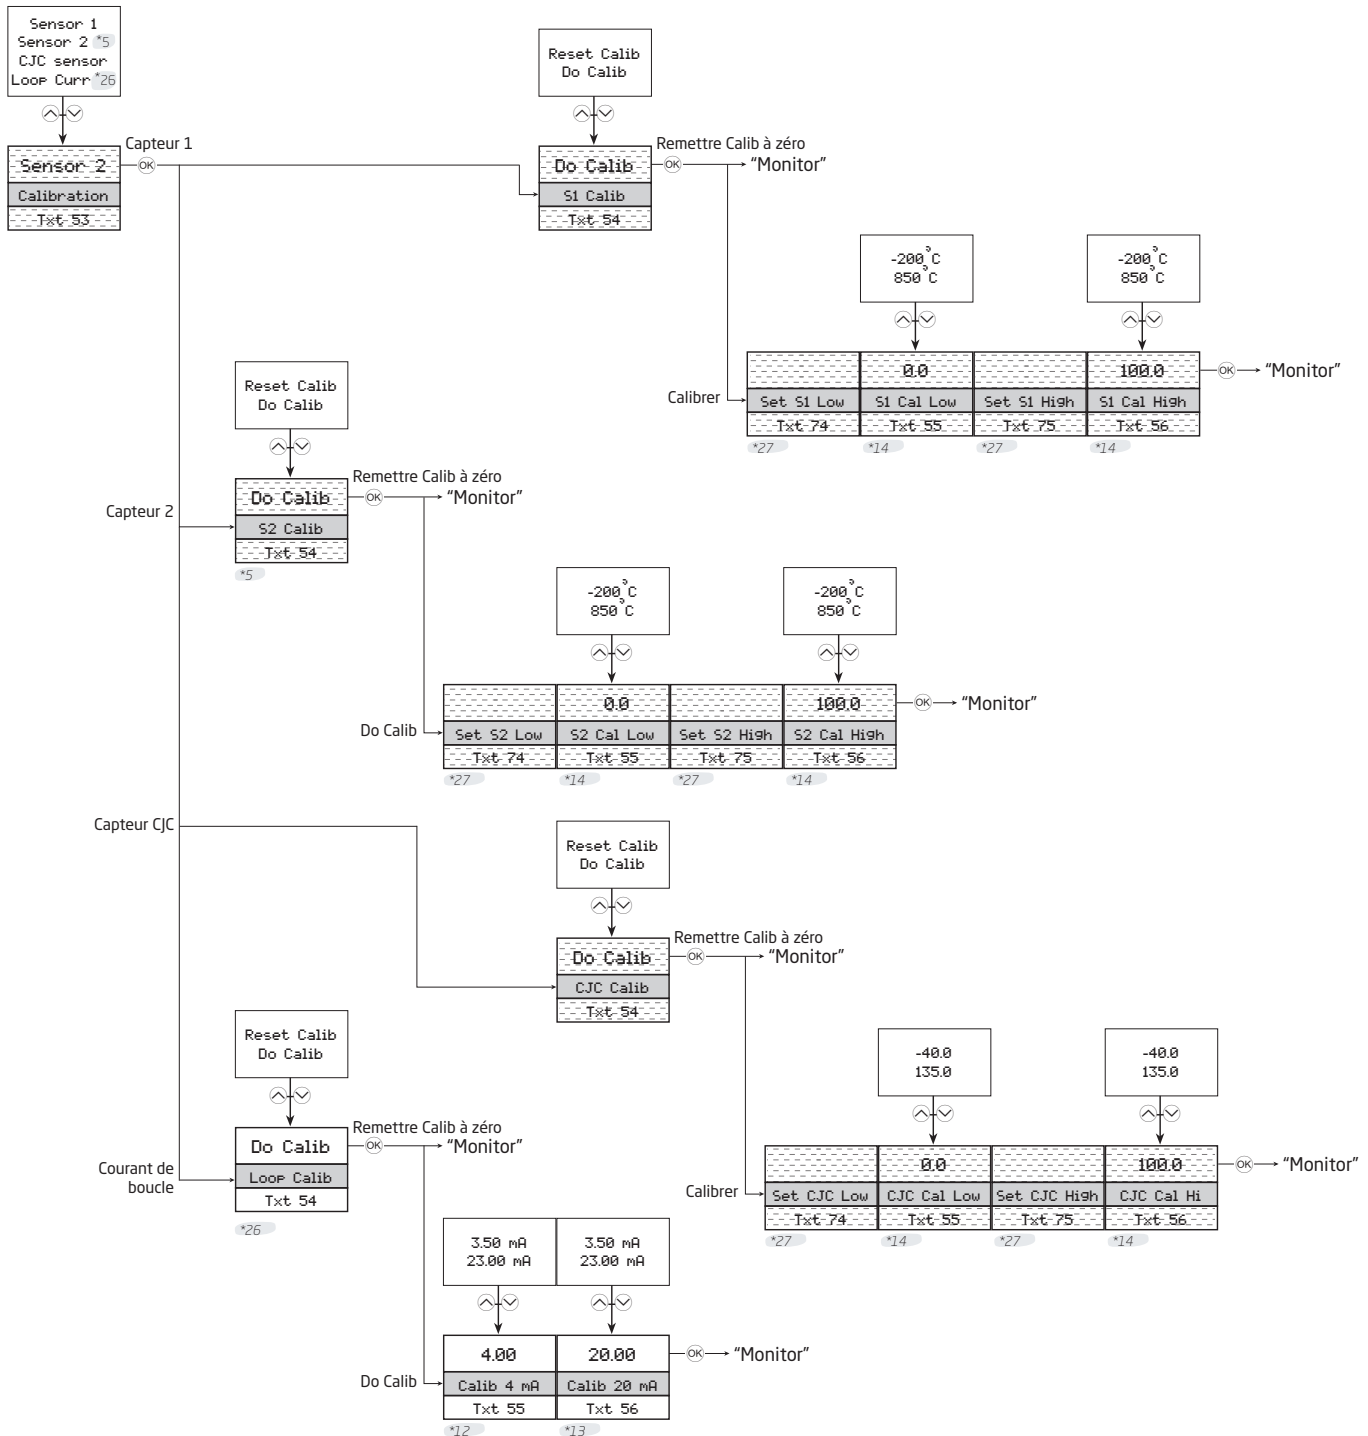 Sensor 1
Sensor 2 *5
CJC sensor
Loop Curr *26
Sensor 2
Calibration
Txt 53
Capteur 1
OK
Reset Calib
Do Calib
Do Calib
S1 Calib
Txt 54
Remettre Calib à zéro
OK
"Monitor"
-200°C
850°C
-200°C
850°C
Calibrer
0.0
100.0
OK
"Monitor"
Set S1 Low
S1 Cal Low
Set S1 High
S1 Cal High
Txt 74
Txt 55
Txt 75
Txt 56
*27
*14
*27
*14
Reset Calib
Do Calib
Capteur 2
Do Calib
S2 Calib
Txt 54
*5
Remettre Calib à zéro
OK
"Monitor"
-200°C
850°C
-200°C
850°C
Do Calib
0.0
100.0
OK
"Monitor"
Set S2 Low
S2 Cal Low
Set S2 High
S2 Cal High
Txt 74
Txt 55
Txt 75
Txt 56
*27
*14
*27
*14
Capteur CJC
Reset Calib
Do Calib
Do Calib
CJC Calib
Txt 54
Remettre Calib à zéro
OK
"Monitor"
-40.0
135.0
-40.0
135.0
Calibrer
0.0
100.0
OK
"Monitor"
Set CJC Low
CJC Cal Low
Set CJC High
CJC Cal Hi
Txt 74
Txt 55
Txt 75
Txt 56
*27
*14
*27
*14
Reset Calib
Do Calib
Courant de
boucle
Do Calib
Loop Calib
Txt 54
*26
Remettre Calib à zéro
OK
"Monitor"
3.50 mA
23.00 mA
3.50 mA
23.00 mA
Do Calib
4.00
20.00
OK
"Monitor"
Calib 4 mA
Calib 20 mA
Txt 55
Txt 56
*12
*13